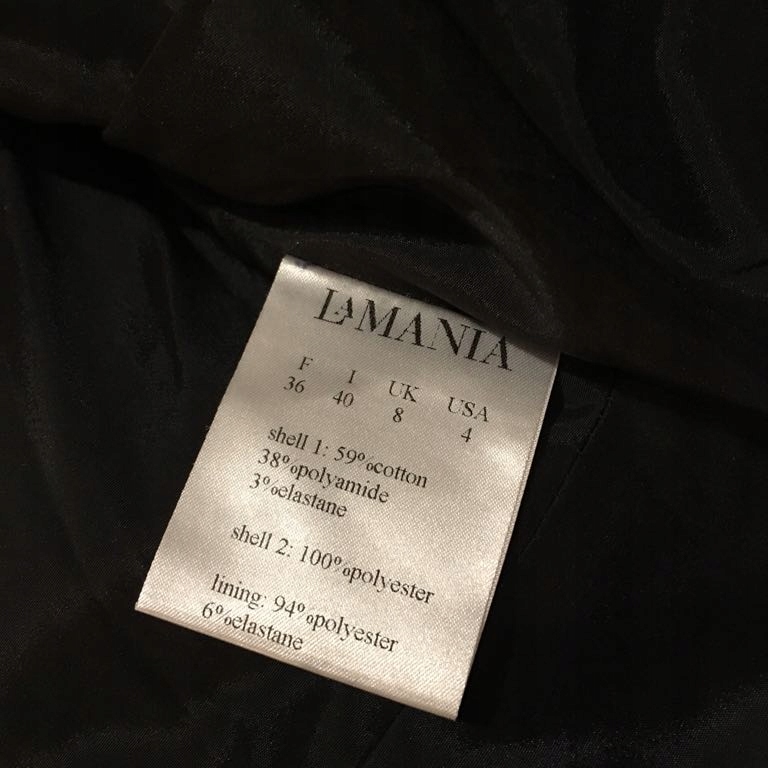 LAMANIA
F I UK USA
36 40 8 4
shell 1: 59%cotton
38%polyamide
3%elastane
shell 2: 100%polyester
lining: 94%polyester
6%elastane